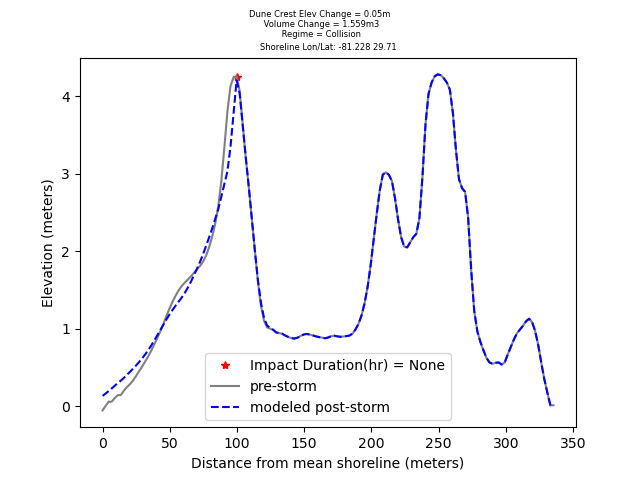 Dune Crest Elev Change = 0.05m
Volume Change = 1.559m3
Regime = Collision
Shoreline Lon/Lat: -81.228 29.71
4
3
2
1
0
Elevation (meters)
Impact Duration(hr) = None
pre-storm
modeled post-storm
0 50 100 150 200 250 300 350
Distance from mean shoreline (meters)